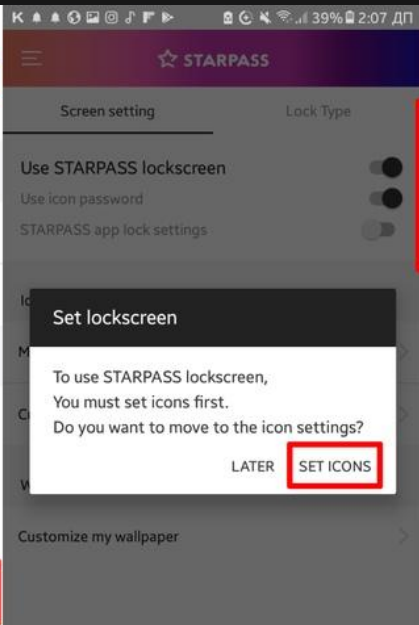 39% 2:07 ДП
STARPASS
Screen setting
Lock Type
Use STARPASS lockscreen
Use icon password
STARPASS app lock settings
Set lockscreen
To use STARPASS lockscreen,
You must set icons first.
Do you want to move to the icon settings?
LATER SET ICONS
Customize my wallpaper